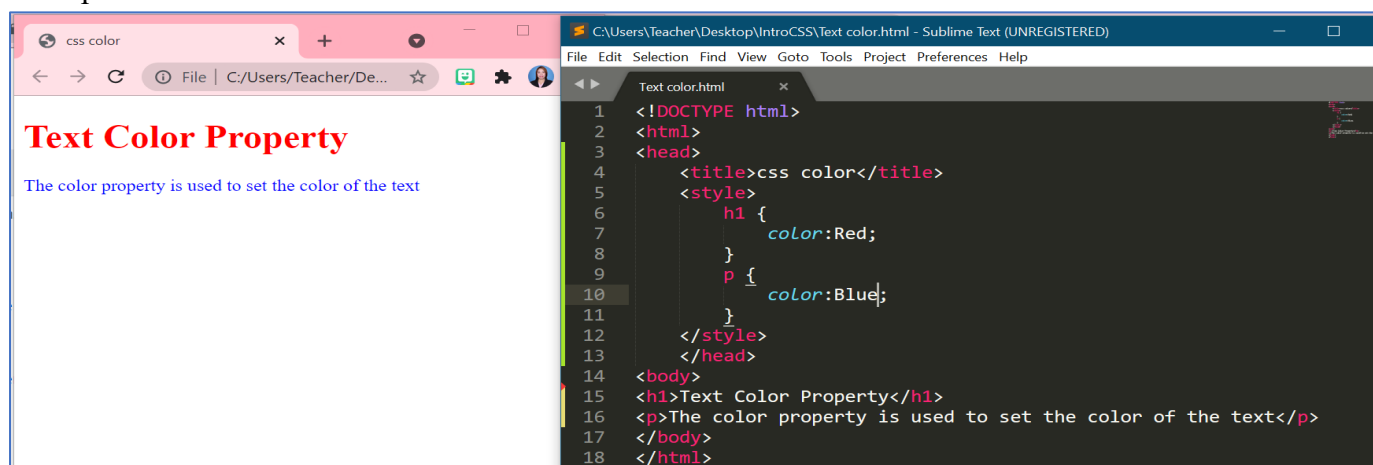 css color
File | C:/Users/Teacher/De...
Text Color Property
The color property is used to set the color of the text
C:\Users\Teacher\Desktop\IntroCSS\Text color.html - Sublime Text (UNREGISTERED)
File Edit Selection Find View Goto Tools Project Preferences Help
Text color.html
1 <!DOCTYPE html>
2 <html>
3 <head>
4 <title>css color</title>
5 <style>
6 h1 {
7 color:Red;
8 }
9 p {
10 color:Blue;
11 }
12 </style>
13 </head>
14 <body>
15 <h1>Text Color Property</h1>
16 <p>The color property is used to set the color of the text</p>
17 </body>
18 </html>